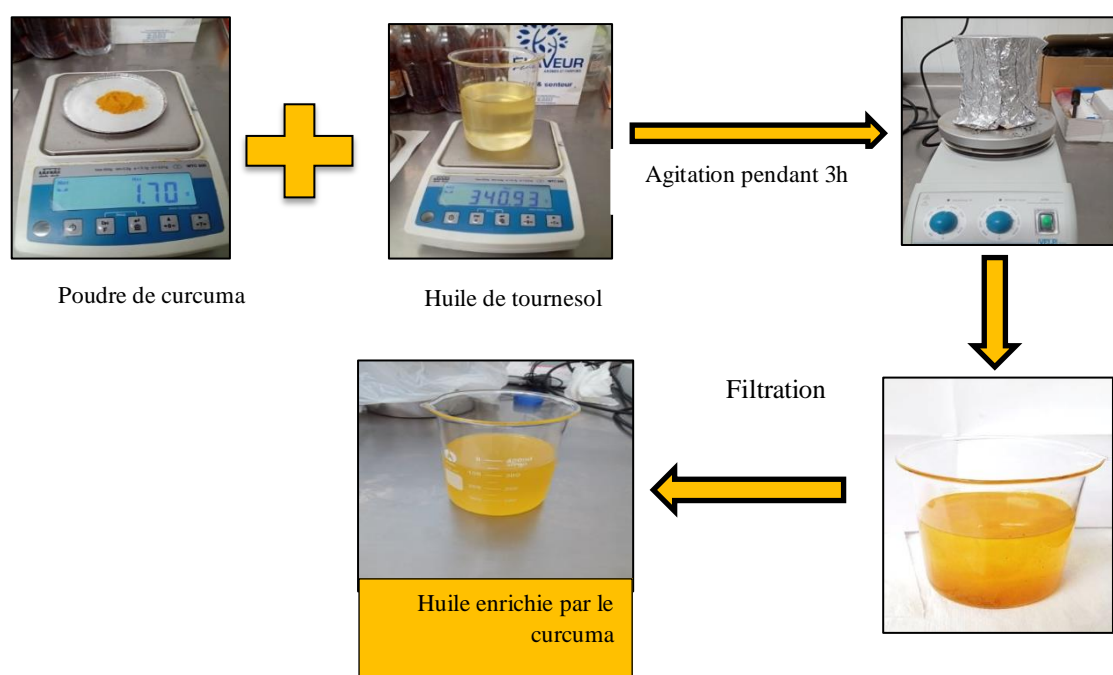 1.70
FLAVEUR
340.93
Agitation pendant 3h
Poudre de curcuma
Huile de tournesol
Filtration
Huile enrichie par le
curcuma